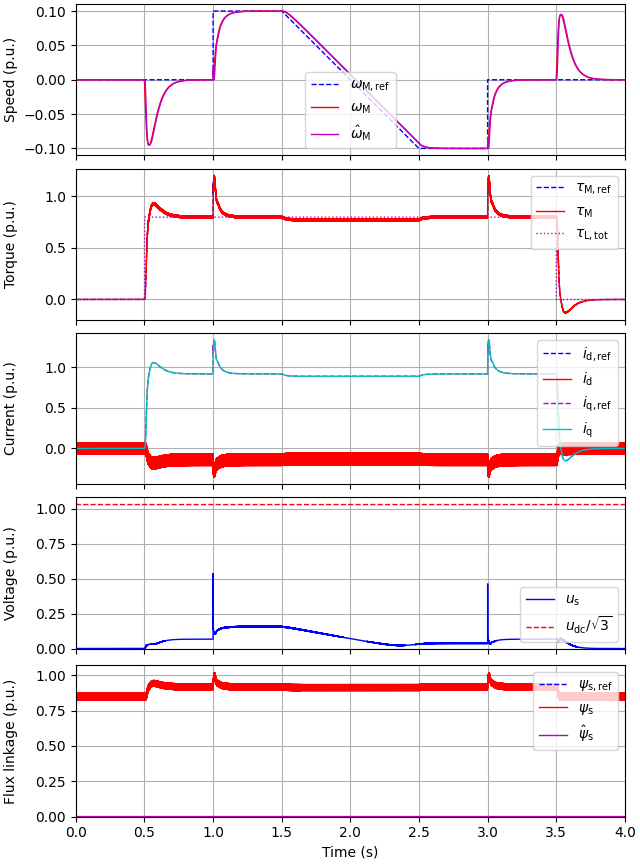 Speed (p.u.)
0.10
0.05
0.00
−0.05
−0.10
ω_M,ref
ω_M
ω̂_M
Torque (p.u.)
1.0
0.5
0.0
τ_M,ref
τ_M
τ_L,tot
Current (p.u.)
1.0
0.5
0.0
i_d,ref
i_d
i_q,ref
i_q
Voltage (p.u.)
1.00
0.75
0.50
0.25
0.00
u_s
u_dc/√3
Flux linkage (p.u.)
1.00
0.75
0.50
0.25
0.00
ψ_s,ref
ψ_s
ψ̂_s
0.0 0.5 1.0 1.5 2.0 2.5 3.0 3.5 4.0
Time (s)